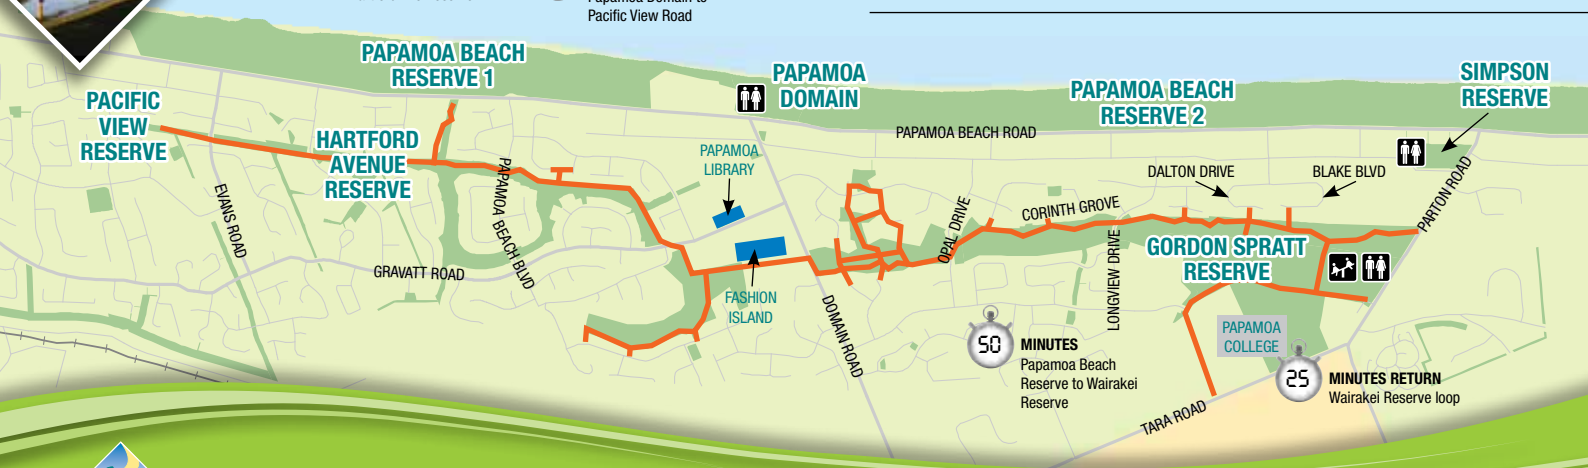 Papamoa Domain to
Pacific View Road
PAPAMOA BEACH
RESERVE 1
PACIFIC
VIEW
RESERVE
HARTFORD
AVENUE
RESERVE
PAPAMOA
DOMAIN
PAPAMOA BEACH
RESERVE 2
SIMPSON
RESERVE
PAPAMOA BEACH ROAD
PAPAMOA
LIBRARY
DALTON DRIVE
BLAKE BLVD
PARTON ROAD
EVANS ROAD
PAPAMOA BEACH BLVD
GRAVATT ROAD
OPAL DRIVE
CORINTH GROVE
LONGVIEW DRIVE
GORDON SPRATT
RESERVE
FASHION
ISLAND
DOMAIN ROAD
PAPAMOA
COLLEGE
50
MINUTES
Papamoa Beach
Reserve to Wairakei
Reserve
25
MINUTES RETURN
Wairakei Reserve loop
TARA ROAD